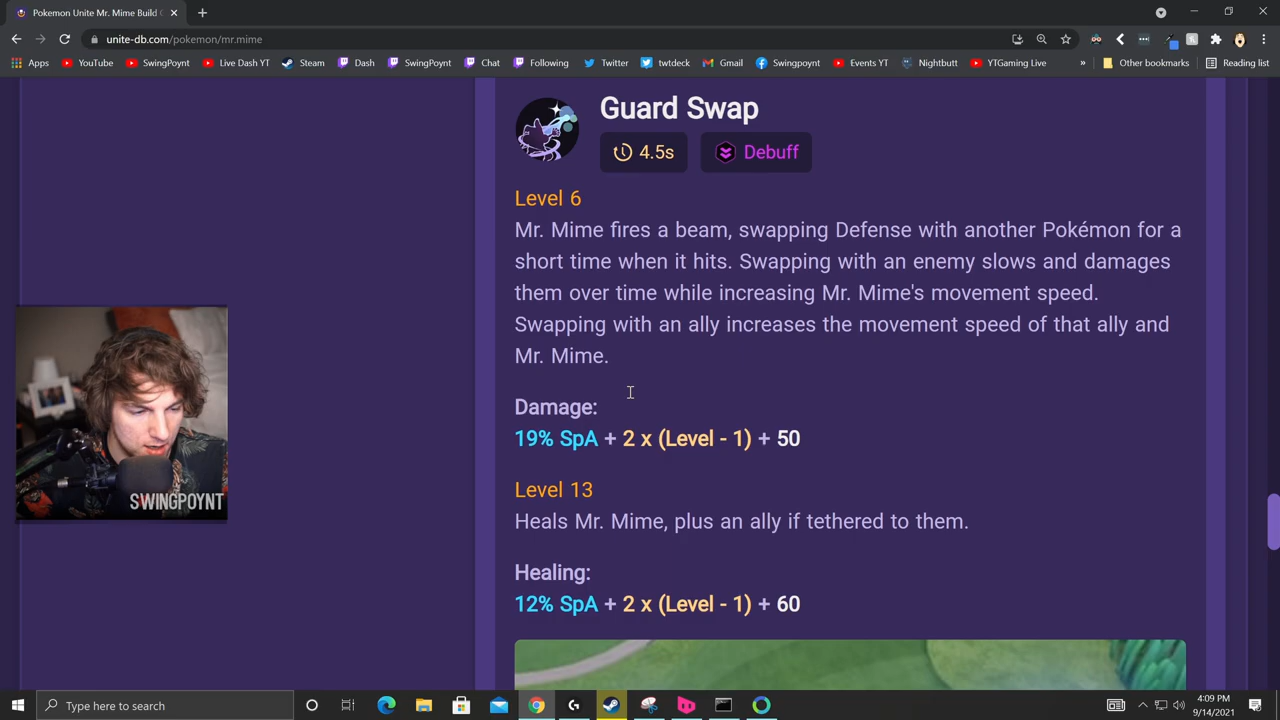 Pokemon Unite Mr. Mime Build G
unite-db.com/pokemon/mr.mime
Apps YouTube SwingPoynt Live Dash YT Steam Dash SwingPoynt Chat Following Twitter twtdeck Gmail Swingpoynt Events YT Nightbutt YTGaming Live » Other bookmarks Reading list
Guard Swap
4.5s Debuff
Level 6
Mr. Mime fires a beam, swapping Defense with another Pokémon for a
short time when it hits. Swapping with an enemy slows and damages
them over time while increasing Mr. Mime's movement speed.
Swapping with an ally increases the movement speed of that ally and
Mr. Mime.
Damage:
19% SpA + 2 x (Level - 1) + 50
Level 13
Heals Mr. Mime, plus an ally if tethered to them.
Healing:
12% SpA + 2 x (Level - 1) + 60
SWINGPOYNT
Type here to search
4:09 PM
9/14/2021